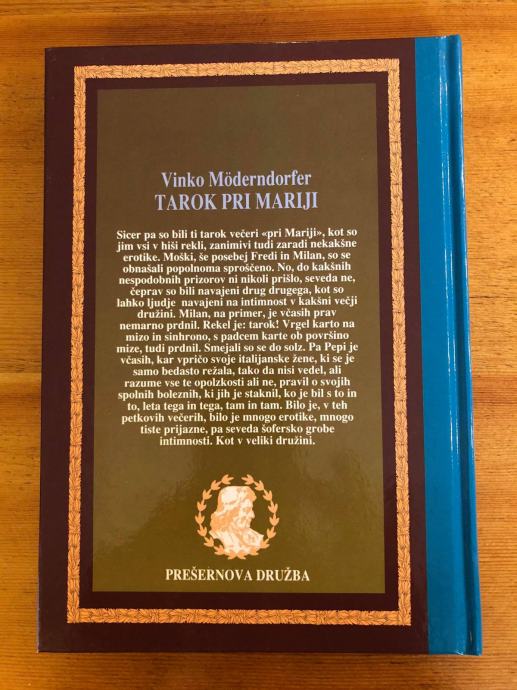 Vinko Möderndorfer
TAROK PRI MARIJI
Sicer pa so bili ti tarok večeri «pri Mariji», kot so
jim vsi v hiši rekli, zanimivi tudi zaradi nekakšne
erotike. Moški, še posebej Fredi in Milan, so se
obnašali popolnoma sproščeno. No, do kakšnih
nespodobnih prizorov ni nikoli prišlo, seveda ne,
čeprav so bili navajeni drug drugega, kot so
lahko ljudje navajeni na intimnost v kakšni večji
družini. Milan, na primer, je včasih prav
nemarno prdnil. Rekel je: tarok! Vrgel karto na
mizo in sinhrono, s padcem karte ob površino
mize, tudi prdnil. Smejali so se do solz. Pa Pepi je
včasih, kar vpričo svoje italijanske žene, ki se je
samo bedasto režala, tako da nisi vedel, ali
razume vse te opolzkosti ali ne, pravil o svojih
spolnih boleznih, ki jih je staknil, ko je bil s to in
to, leta tega in tega, tam in tam. Bilo je, v teh
petkovih večerih, bilo je mnogo erotike, mnogo
tiste prijazne, pa seveda šofersko grobe
intimnosti. Kot v veliki družini.
PREŠERNOVA DRUŽBA